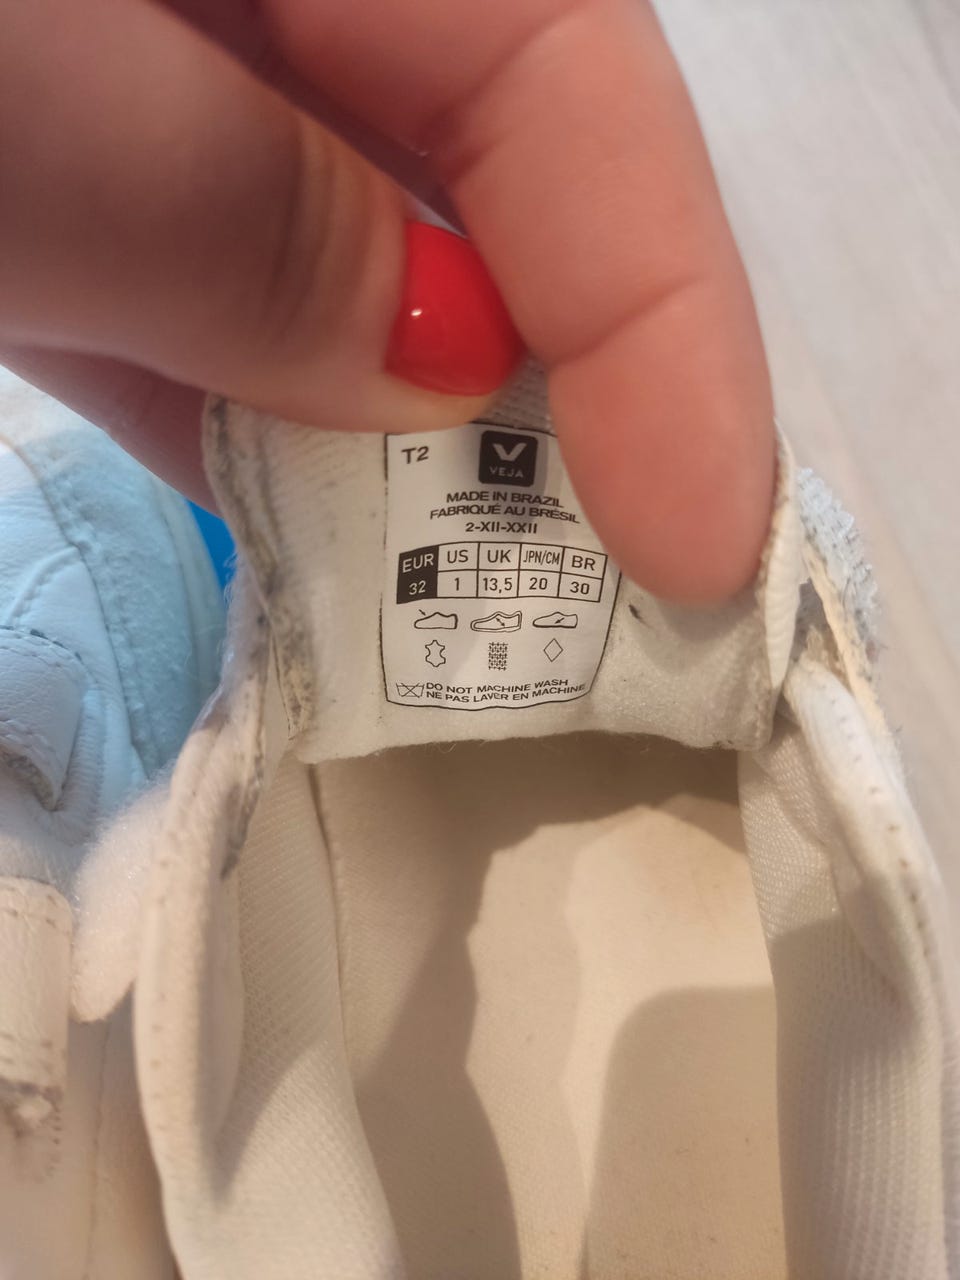 T2
VEJA
MADE IN BRAZIL
FABRIQUÉ AU BRÉSIL
2-XII-XXII
EUR US UK JPN/CM BR
32 1 13,5 20 30
DO NOT MACHINE WASH
NE PAS LAVER EN MACHINE